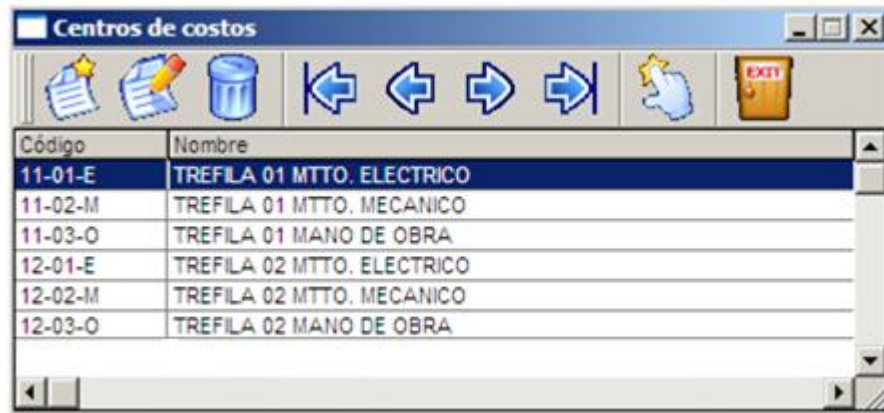 Centros de costos
EXIT
Código Nombre
11-01-E TREFILA 01 MTTO. ELECTRICO
11-02-M TREFILA 01 MTTO. MECANICO
11-03-O TREFILA 01 MANO DE OBRA
12-01-E TREFILA 02 MTTO. ELECTRICO
12-02-M TREFILA 02 MTTO. MECANICO
12-03-O TREFILA 02 MANO DE OBRA